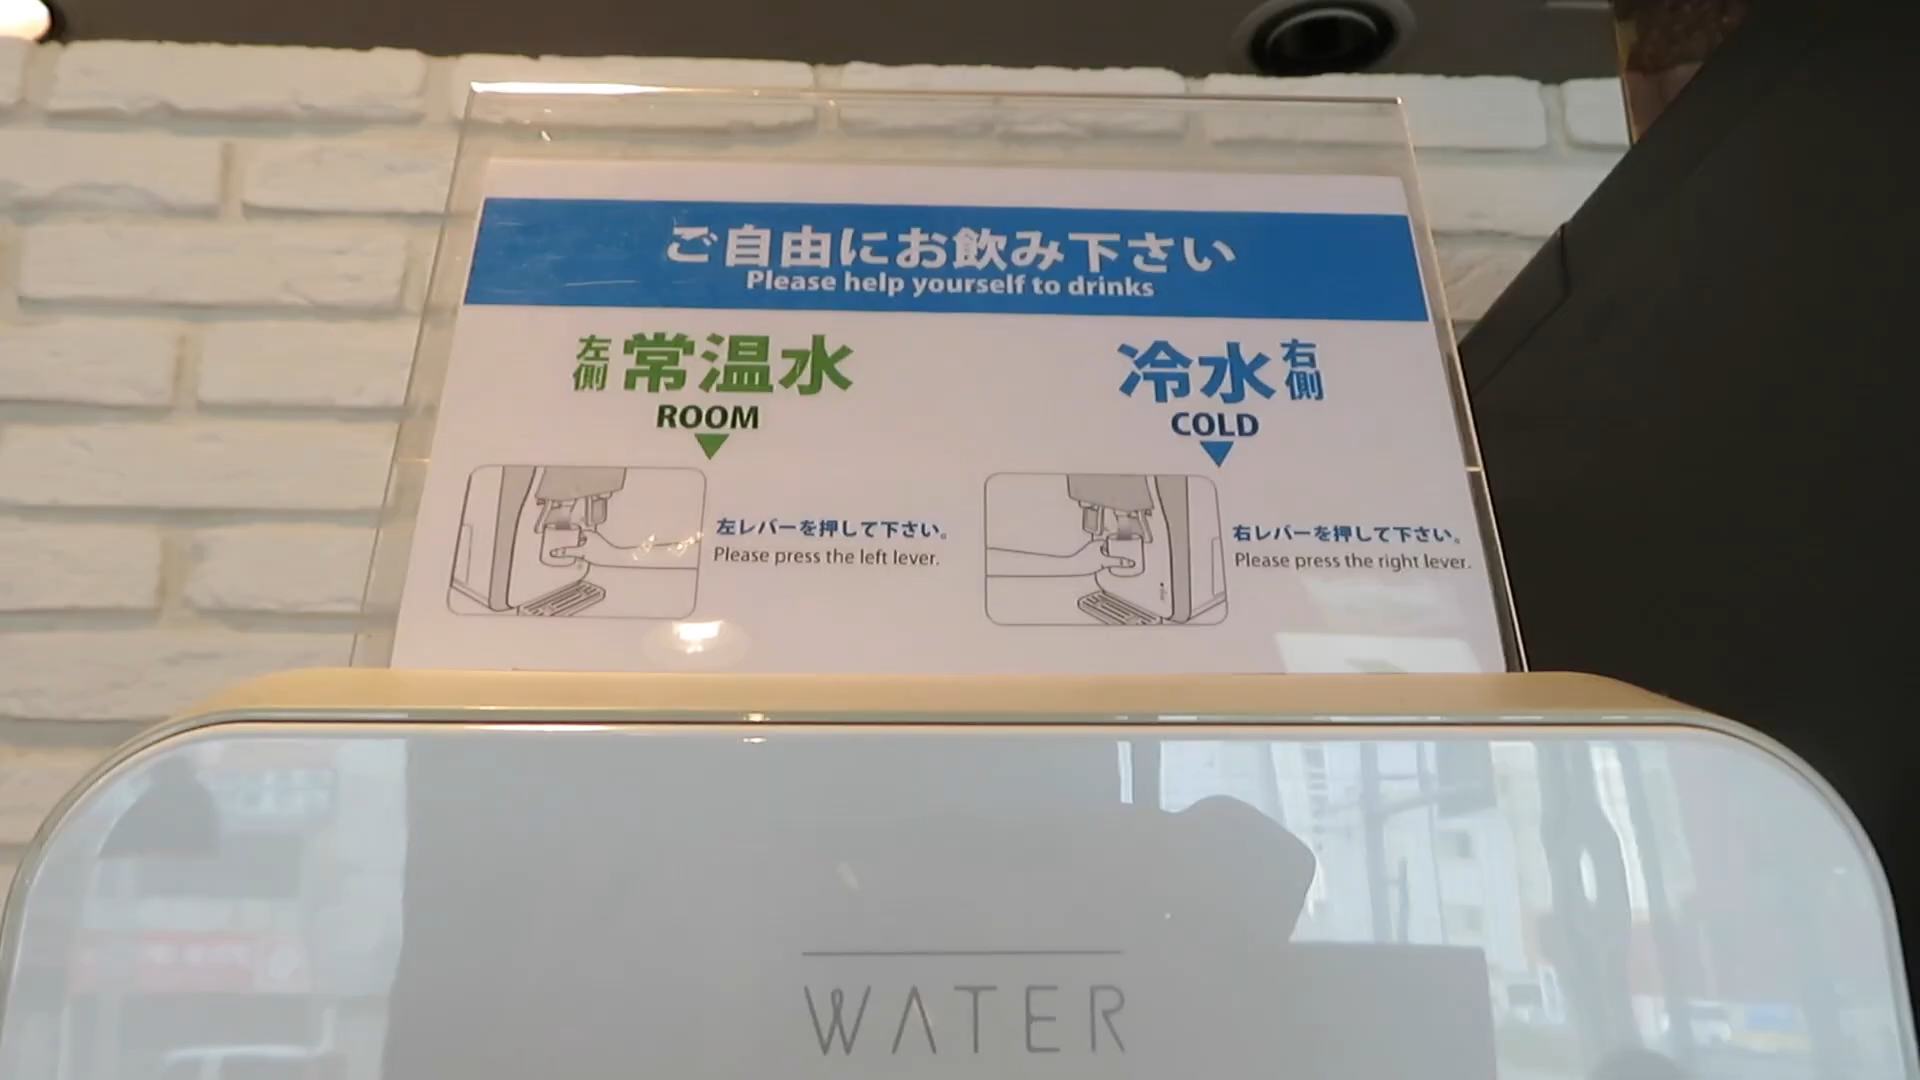 ご自由にお飲み下さい
Please help yourself to drinks
左側 常温水
ROOM
冷水 右側
COLD
左レバーを押して下さい。
Please press the left lever.
右レバーを押して下さい。
Please press the right lever.
WATER